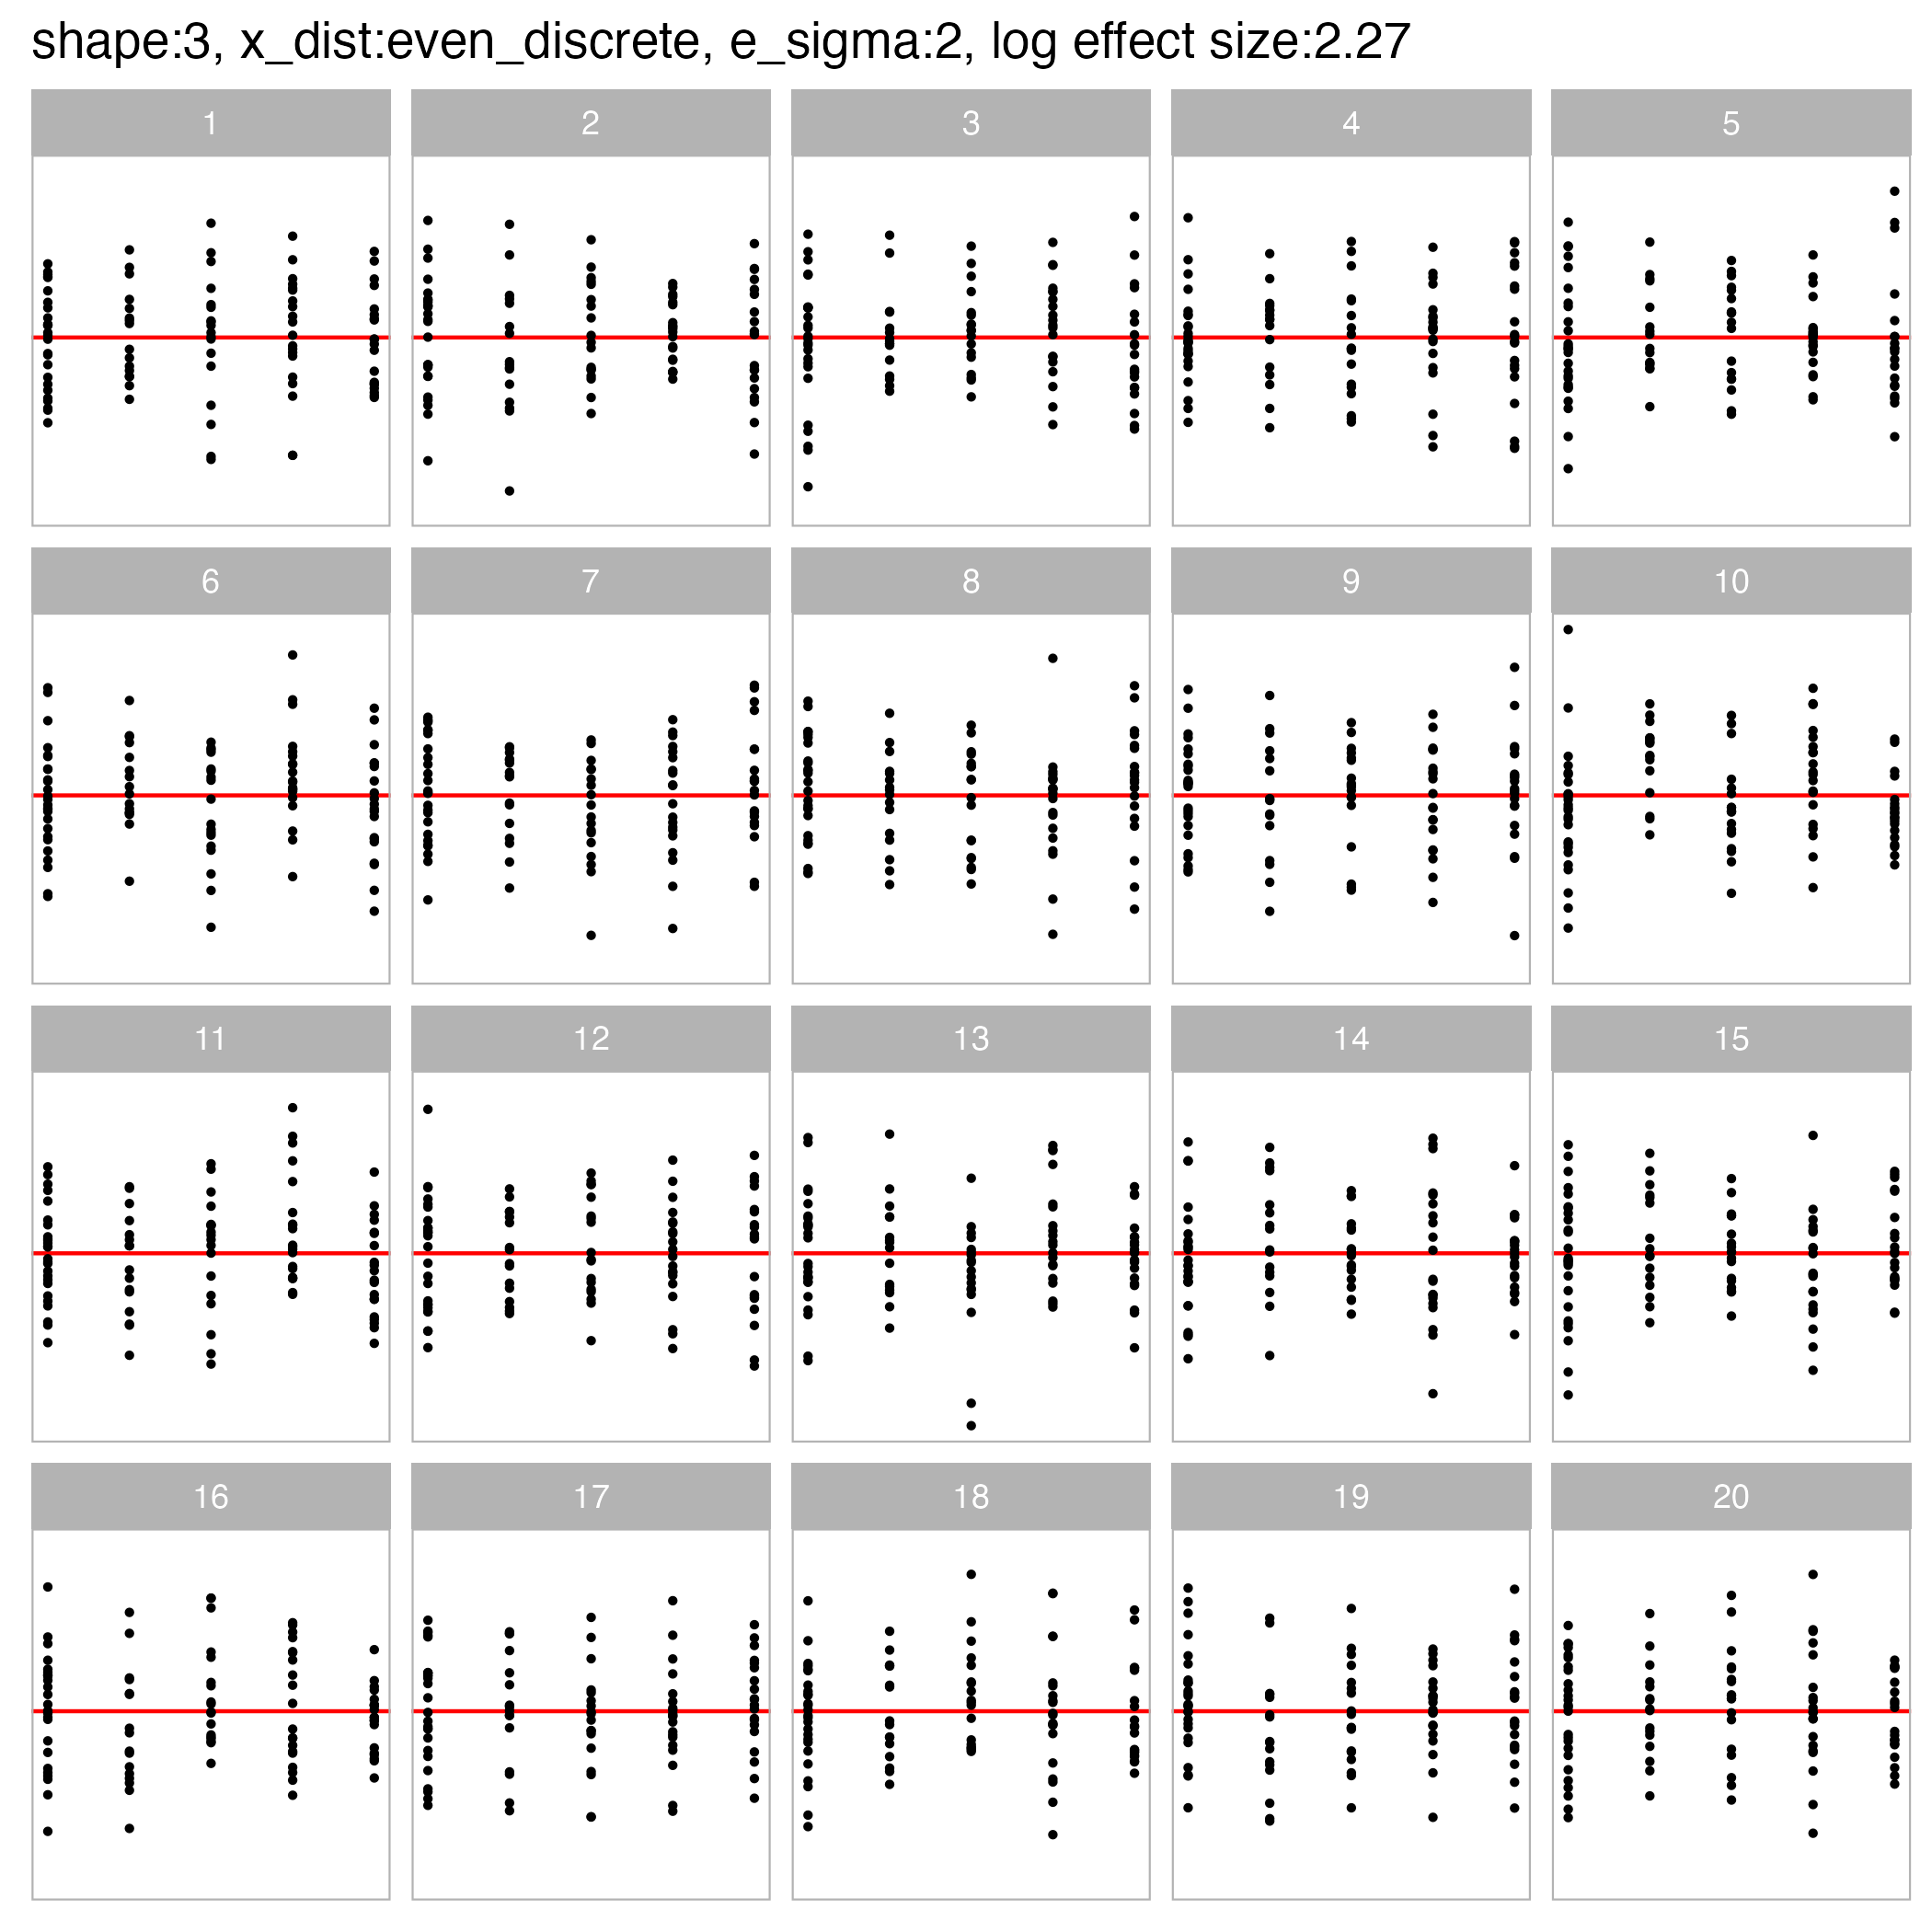 shape:3, x_dist:even_discrete, e_sigma:2, log effect size:2.27
1 2 3 4 5
6 7 8 9 10
11 12 13 14 15
16 17 18 19 20